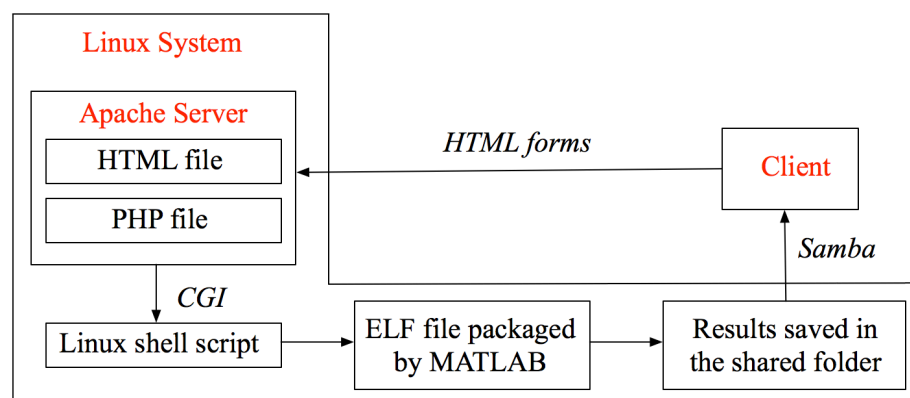 Linux System
Apache Server
HTML file
PHP file
HTML forms
Client
Samba
CGI
Linux shell script
ELF file packaged
by MATLAB
Results saved in
the shared folder